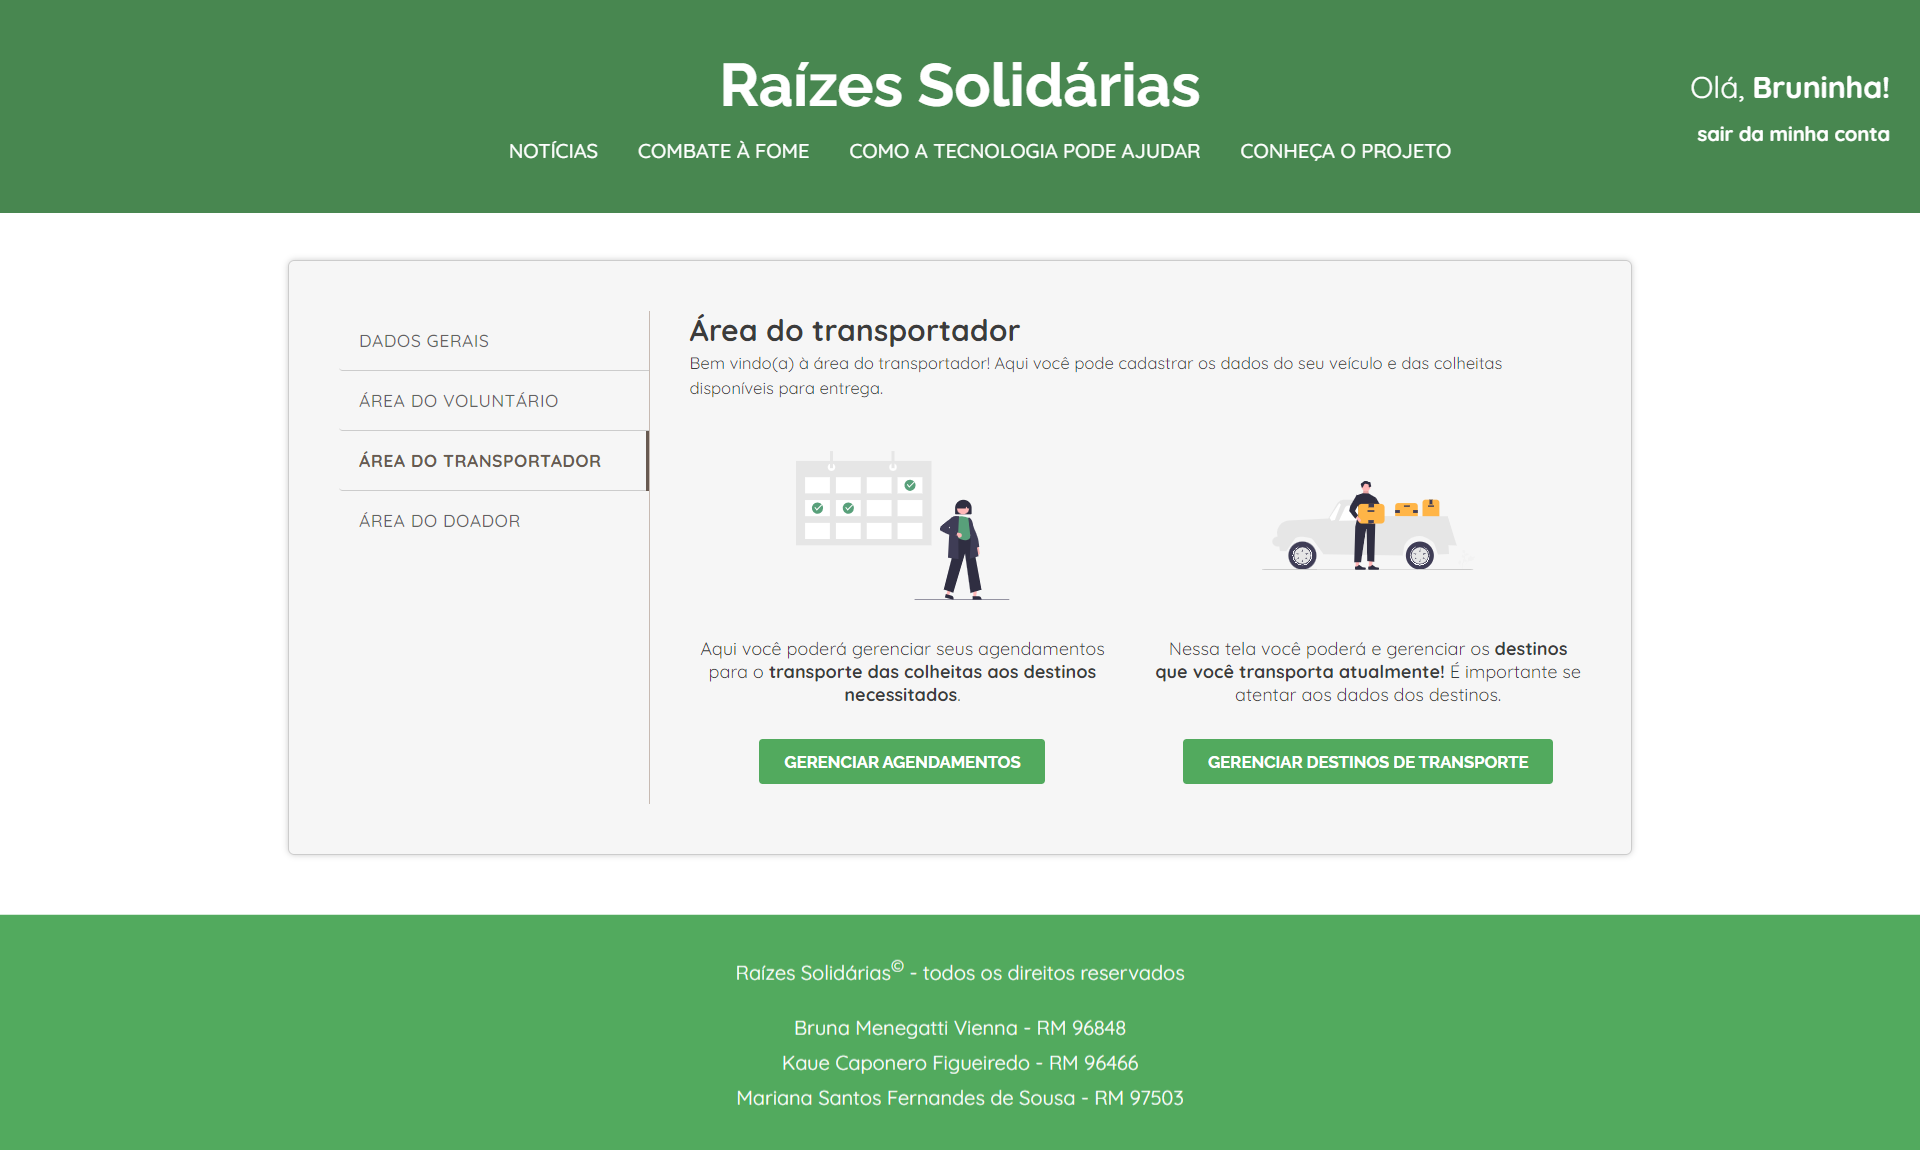 Raízes Solidárias
NOTÍCIAS COMBATE À FOME COMO A TECNOLOGIA PODE AJUDAR CONHEÇA O PROJETO
Olá, Bruninha!
sair da minha conta
DADOS GERAIS
ÁREA DO VOLUNTÁRIO
ÁREA DO TRANSPORTADOR
ÁREA DO DOADOR
Área do transportador
Bem vindo(a) à área do transportador! Aqui você pode cadastrar os dados do seu veículo e das colheitas
disponíveis para entrega.
Aqui você poderá gerenciar seus agendamentos
para o transporte das colheitas aos destinos
necessitados.
GERENCIAR AGENDAMENTOS
Nessa tela você poderá e gerenciar os destinos
que você transporta atualmente! É importante se
atentar aos dados dos destinos.
GERENCIAR DESTINOS DE TRANSPORTE
Raízes Solidárias© - todos os direitos reservados
Bruna Menegatti Vienna - RM 96848
Kaue Caponero Figueiredo - RM 96466
Mariana Santos Fernandes de Sousa - RM 97503